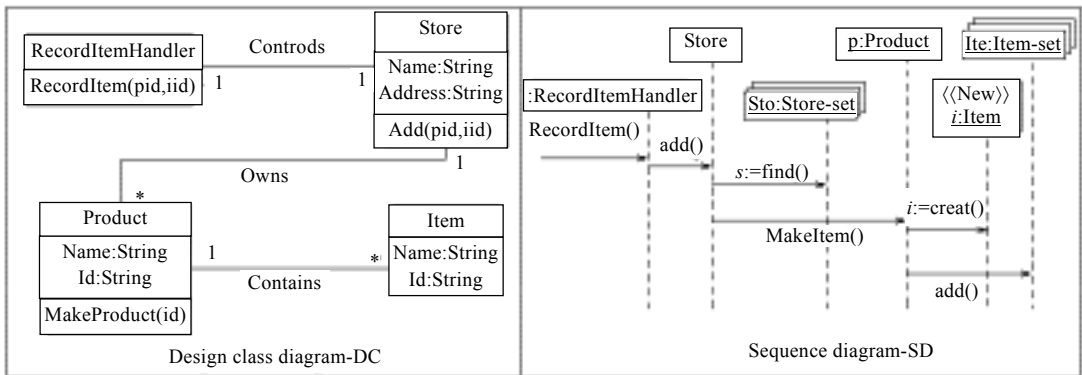 RecordItemHandler
RecordItem(pid,iid)
Controds
1
1
Store
Name:String
Address:String
Add(pid,iid)
1
Owns
*
Product
Name:String
Id:String
MakeProduct(id)
1
Contains
*
Item
Name:String
Id:String
Design class diagram-DC
Store
p:Product
Ite:Item-set
:RecordItemHandler
Sto:Store-set
⟨⟨New⟩⟩
i:Item
RecordItem()
add()
s:=find()
i:=creat()
MakeItem()
add()
Sequence diagram-SD